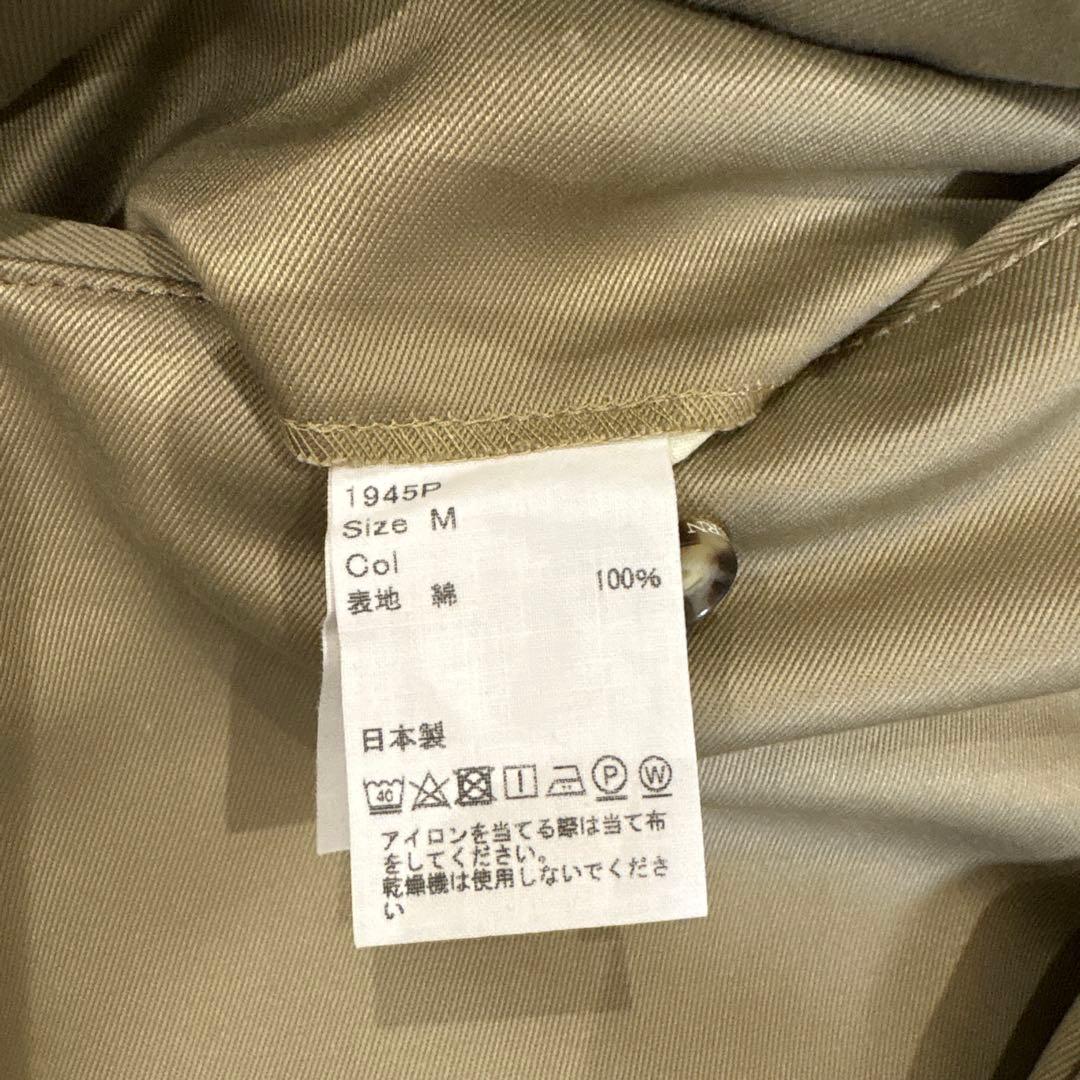 1945P
Size M
Col
表地 綿 100%
日本製
40
P
W
アイロンを当てる際は当て布
をしてください。
乾燥機は使用しないでくださ
い